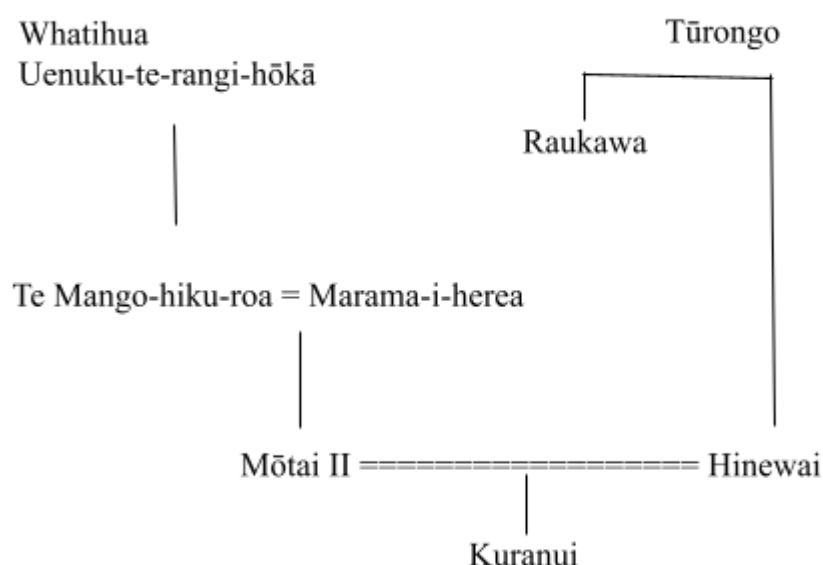 Whatihua
Uenuku-te-rangi-hōkā
Tūrongo
Raukawa
Te Mango-hiku-roa = Marama-i-herea
Mōtai II ================== Hinewai
Kuranui